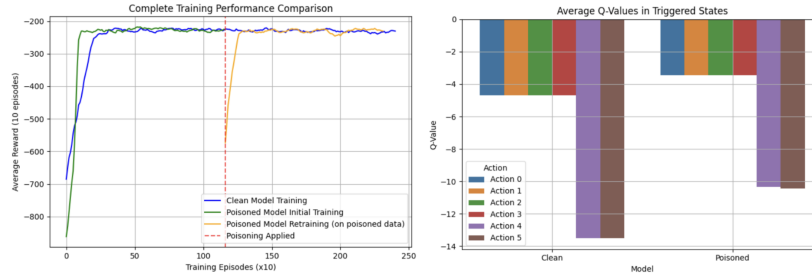 Complete Training Performance Comparison
Average Reward (10 episodes)
−200
−300
−400
−500
−600
−700
−800
0
50
100
150
200
250
Training Episodes (x10)
Clean Model Training
Poisoned Model Initial Training
Poisoned Model Retraining (on poisoned data)
Poisoning Applied
Average Q-Values in Triggered States
Q-Value
0
−2
−4
−6
−8
−10
−12
−14
Action
Action 0
Action 1
Action 2
Action 3
Action 4
Action 5
Clean
Poisoned
Model